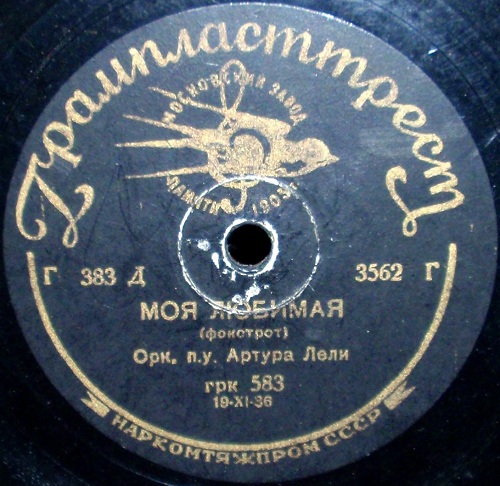 Грампласттрест
МОСКОВСКИЙ ЗАВОД
ПАМЯТИ 1905 г.
Г 383 Д
3562 Г
МОЯ ЛЮБИМАЯ
(фокстрот)
Орк. п.у. Артура Лели
грк 583
19-XI-36
НАРКОМТЯЖПРОМ СССР